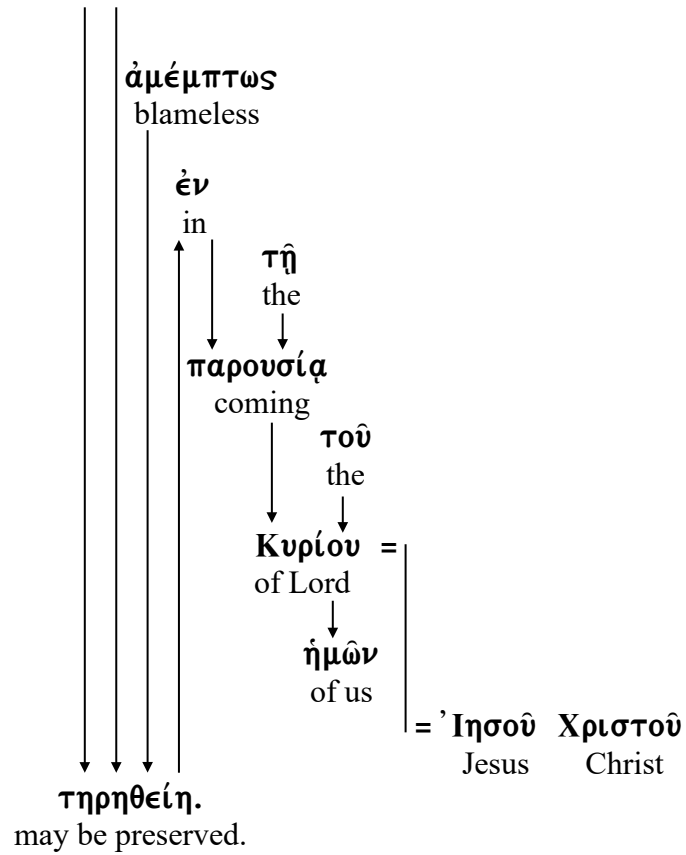 ἀμέμπτως
blameless
ἐν
in
τῇ
the
παρουσίᾳ
coming
τοῦ
the
Κυρίου =
of Lord
ἡμῶν
of us
= Ἰησοῦ Χριστοῦ
Jesus Christ
τηρηθείη.
may be preserved.